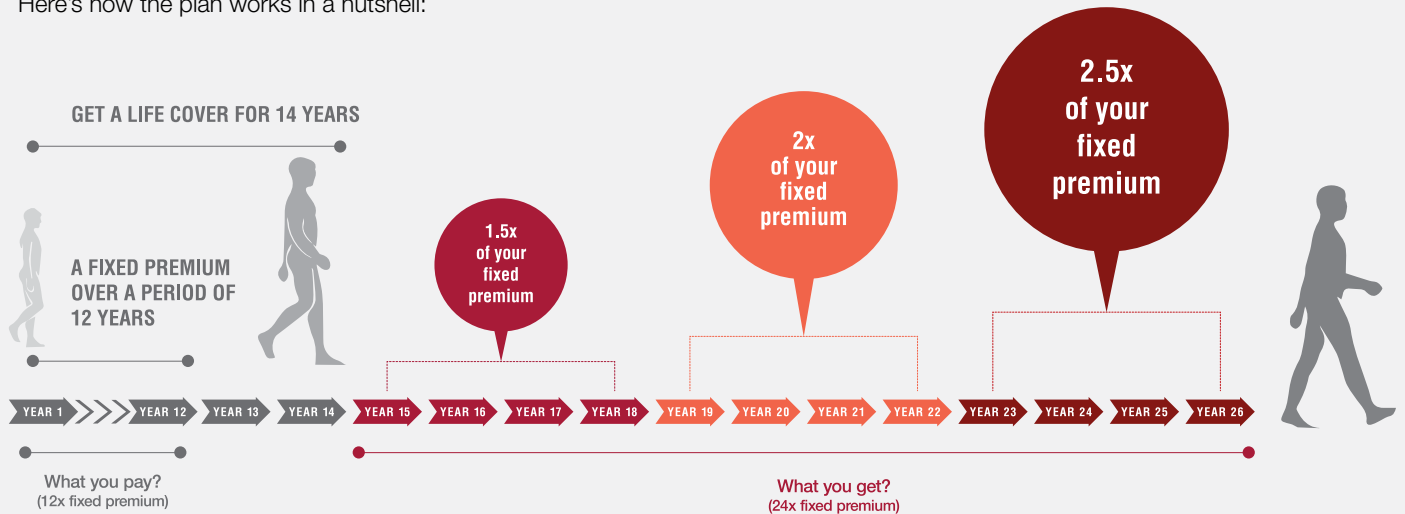 Here's how the plan works in a nutshell:
GET A LIFE COVER FOR 14 YEARS
A FIXED PREMIUM
OVER A PERIOD OF
12 YEARS
1.5x
of your
fixed
premium
2x
of your
fixed
premium
2.5x
of your
fixed
premium
YEAR 1
YEAR 12
YEAR 13
YEAR 14
YEAR 15
YEAR 16
YEAR 17
YEAR 18
YEAR 19
YEAR 20
YEAR 21
YEAR 22
YEAR 23
YEAR 24
YEAR 25
YEAR 26
What you pay?
(12x fixed premium)
What you get?
(24x fixed premium)